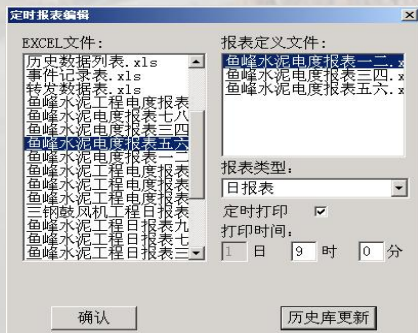 定时报表编辑
EXCEL文件:
历史数据列表.xls
事件记录表.xls
转发数据表.xls
鱼峰水泥工程电度报表
鱼峰水泥电度报表七八
鱼峰水泥电度报表三四
鱼峰水泥电度报表五六
鱼峰水泥工程电度报表
鱼峰水泥电度报表一二
鱼峰水泥工程电度报表
鱼峰水泥工程电度报表
三钢鼓风机工程日报表
鱼峰水泥工程日报表九
鱼峰水泥工程日报表七
鱼峰水泥工程日报表三
报表定义文件:
鱼峰水泥电度报表一二.x
鱼峰水泥电度报表三四.x
鱼峰水泥电度报表五六.x
报表类型:
日报表
定时打印
打印时间:
1 日 9 时 0 分
确认
历史库更新